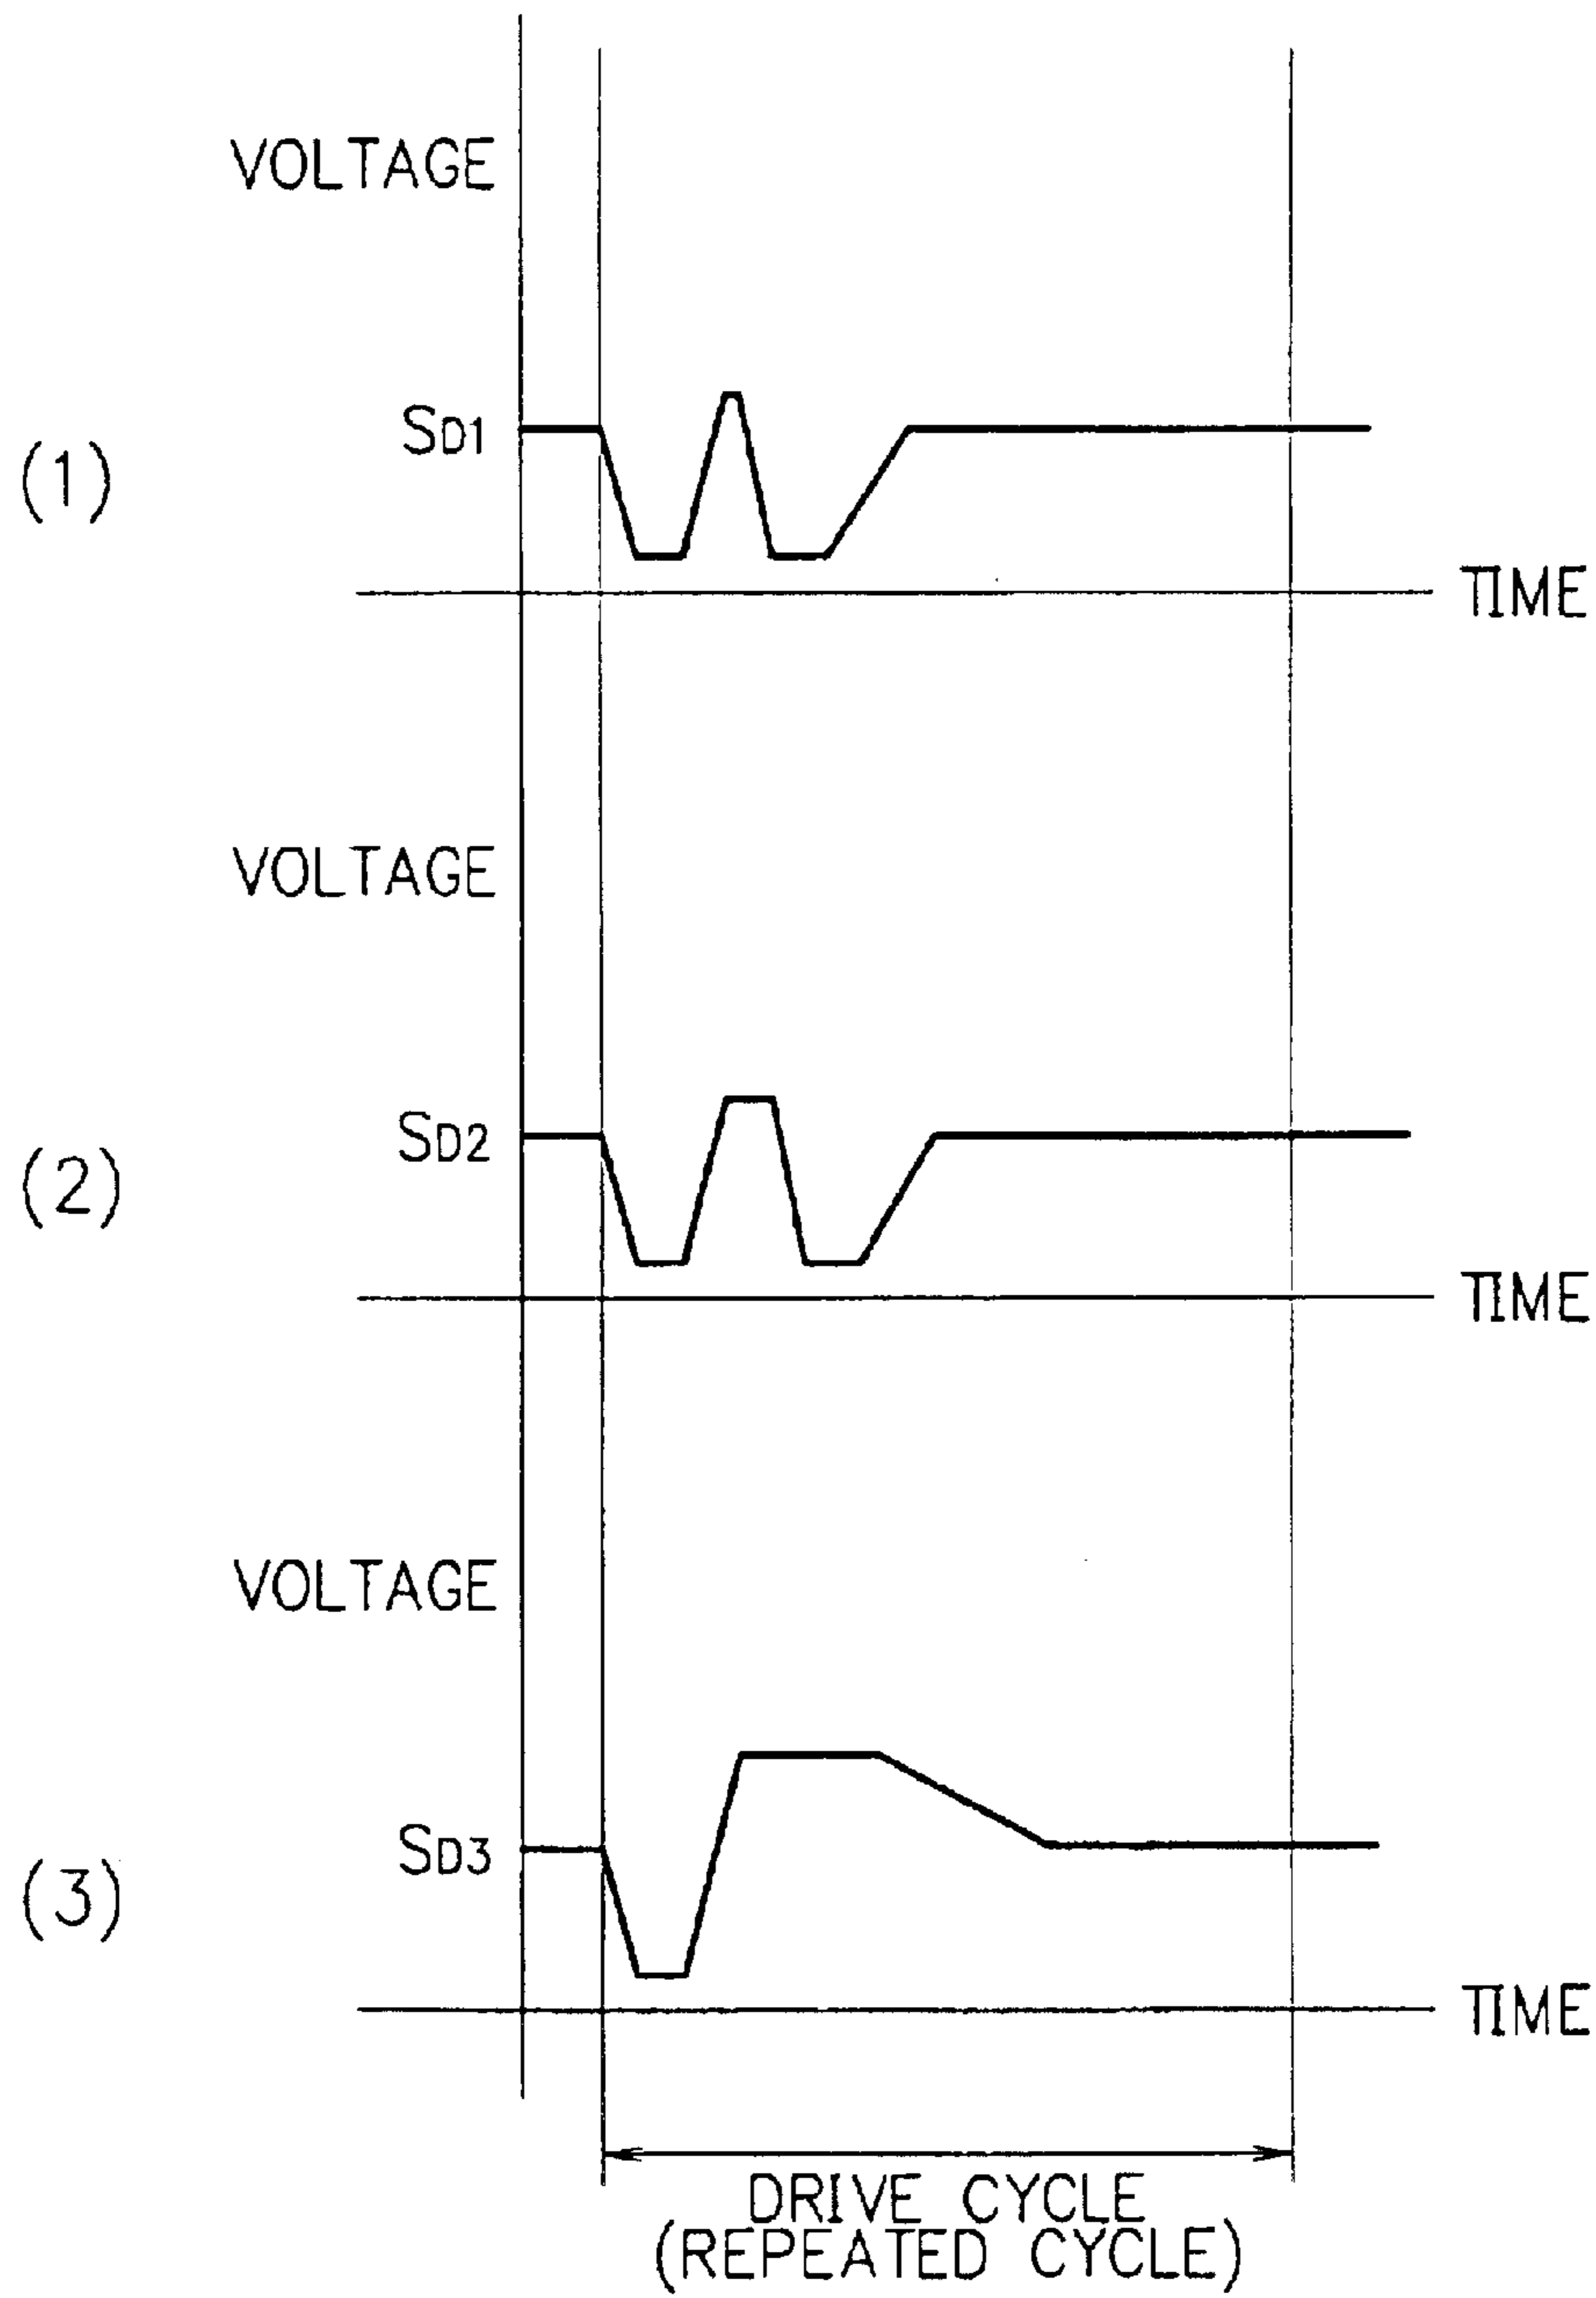 VOLTAGE
SD1
(1)
TIME
VOLTAGE
SD2
(2)
TIME
VOLTAGE
SD3
(3)
TIME
DRIVE CYCLE
(REPEATED CYCLE)